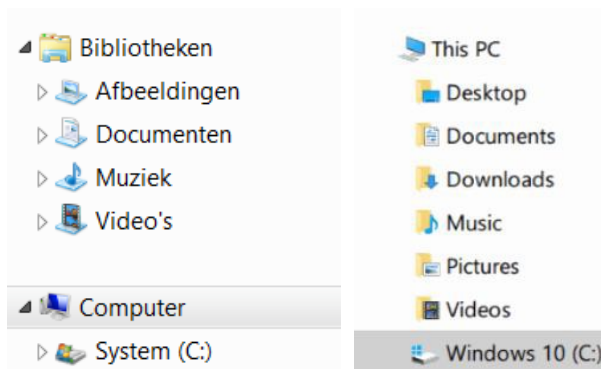 Bibliotheken
Afbeeldingen
Documenten
Muziek
Video's
Computer
System (C:)
This PC
Desktop
Documents
Downloads
Music
Pictures
Videos
Windows 10 (C:)